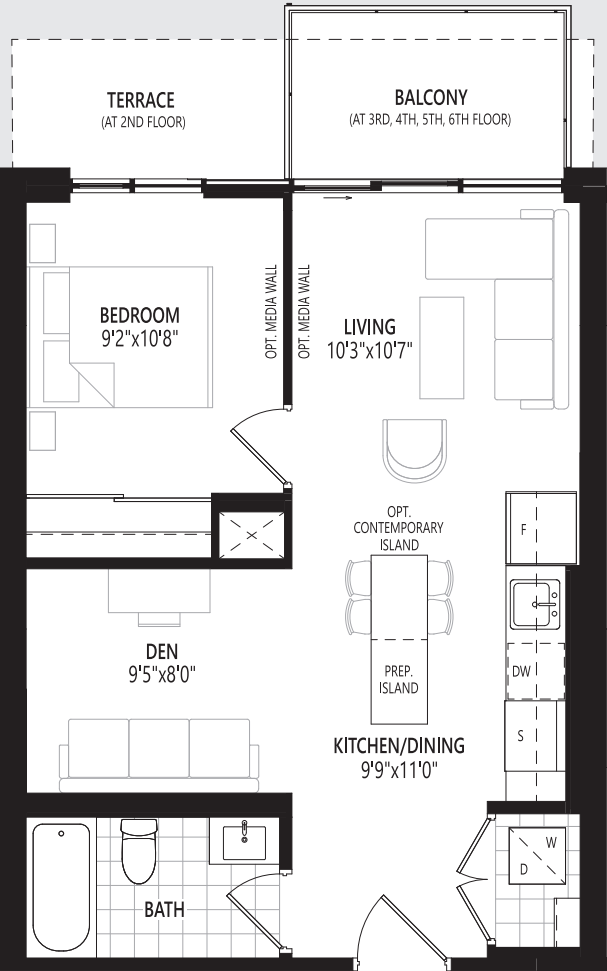 TERRACE
(AT 2ND FLOOR)
BALCONY
(AT 3RD, 4TH, 5TH, 6TH FLOOR)
BEDROOM
9'2"x10'8"
OPT. MEDIA WALL
OPT. MEDIA WALL
LIVING
10'3"x10'7"
OPT.
CONTEMPORARY
ISLAND
F
DEN
9'5"x8'0"
PREP.
ISLAND
DW
S
KITCHEN/DINING
9'9"x11'0"
BATH
W
D